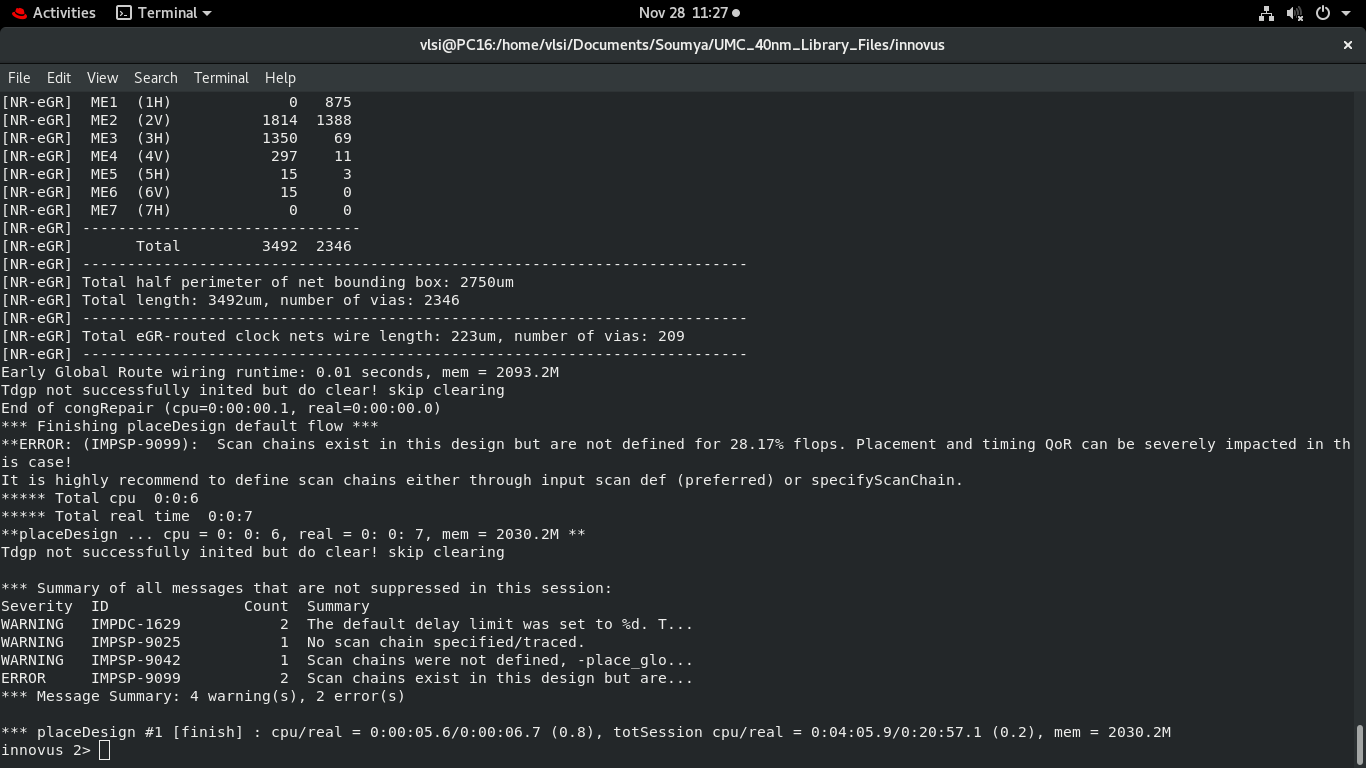 Activities Terminal Nov 28 11:27
vlsi@PC16:/home/vlsi/Documents/Soumya/UMC_40nm_Library_Files/innovus ×
File Edit View Search Terminal Help
[NR-eGR]  ME1  (1H)             0   875
[NR-eGR]  ME2  (2V)          1814  1388
[NR-eGR]  ME3  (3H)          1350    69
[NR-eGR]  ME4  (4V)           297    11
[NR-eGR]  ME5  (5H)            15     3
[NR-eGR]  ME6  (6V)            15     0
[NR-eGR]  ME7  (7H)             0     0
[NR-eGR] -------------------------------
[NR-eGR]       Total         3492  2346
[NR-eGR] --------------------------------------------------------------------------
[NR-eGR] Total half perimeter of net bounding box: 2750um
[NR-eGR] Total length: 3492um, number of vias: 2346
[NR-eGR] --------------------------------------------------------------------------
[NR-eGR] Total eGR-routed clock nets wire length: 223um, number of vias: 209
[NR-eGR] --------------------------------------------------------------------------
Early Global Route wiring runtime: 0.01 seconds, mem = 2093.2M
Tdgp not successfully inited but do clear! skip clearing
End of congRepair (cpu=0:00:00.1, real=0:00:00.0)
*** Finishing placeDesign default flow ***
**ERROR: (IMPSP-9099):  Scan chains exist in this design but are not defined for 28.17% flops. Placement and timing QoR can be severely impacted in th
is case!
It is highly recommend to define scan chains either through input scan def (preferred) or specifyScanChain.
***** Total cpu  0:0:6
***** Total real time  0:0:7
**placeDesign ... cpu = 0: 0: 6, real = 0: 0: 7, mem = 2030.2M **
Tdgp not successfully inited but do clear! skip clearing
*** Summary of all messages that are not suppressed in this session:
Severity  ID               Count  Summary
WARNING   IMPDC-1629           2  The default delay limit was set to %d. T...
WARNING   IMPSP-9025           1  No scan chain specified/traced.
WARNING   IMPSP-9042           1  Scan chains were not defined, -place_glo...
ERROR     IMPSP-9099           2  Scan chains exist in this design but are...
*** Message Summary: 4 warning(s), 2 error(s)
*** placeDesign #1 [finish] : cpu/real = 0:00:05.6/0:00:06.7 (0.8), totSession cpu/real = 0:04:05.9/0:20:57.1 (0.2), mem = 2030.2M
innovus 2>